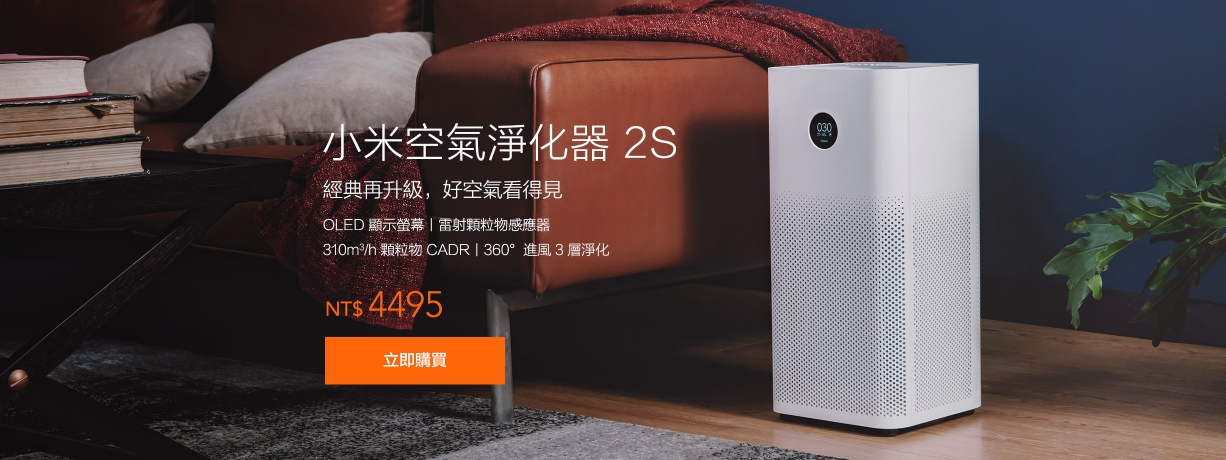 小米空氣淨化器 2S
經典再升級，好空氣看得見
OLED 顯示螢幕｜雷射顆粒物感應器
310m³/h 顆粒物 CADR｜360° 進風 3 層淨化
NT$ 4495
立即購買
030